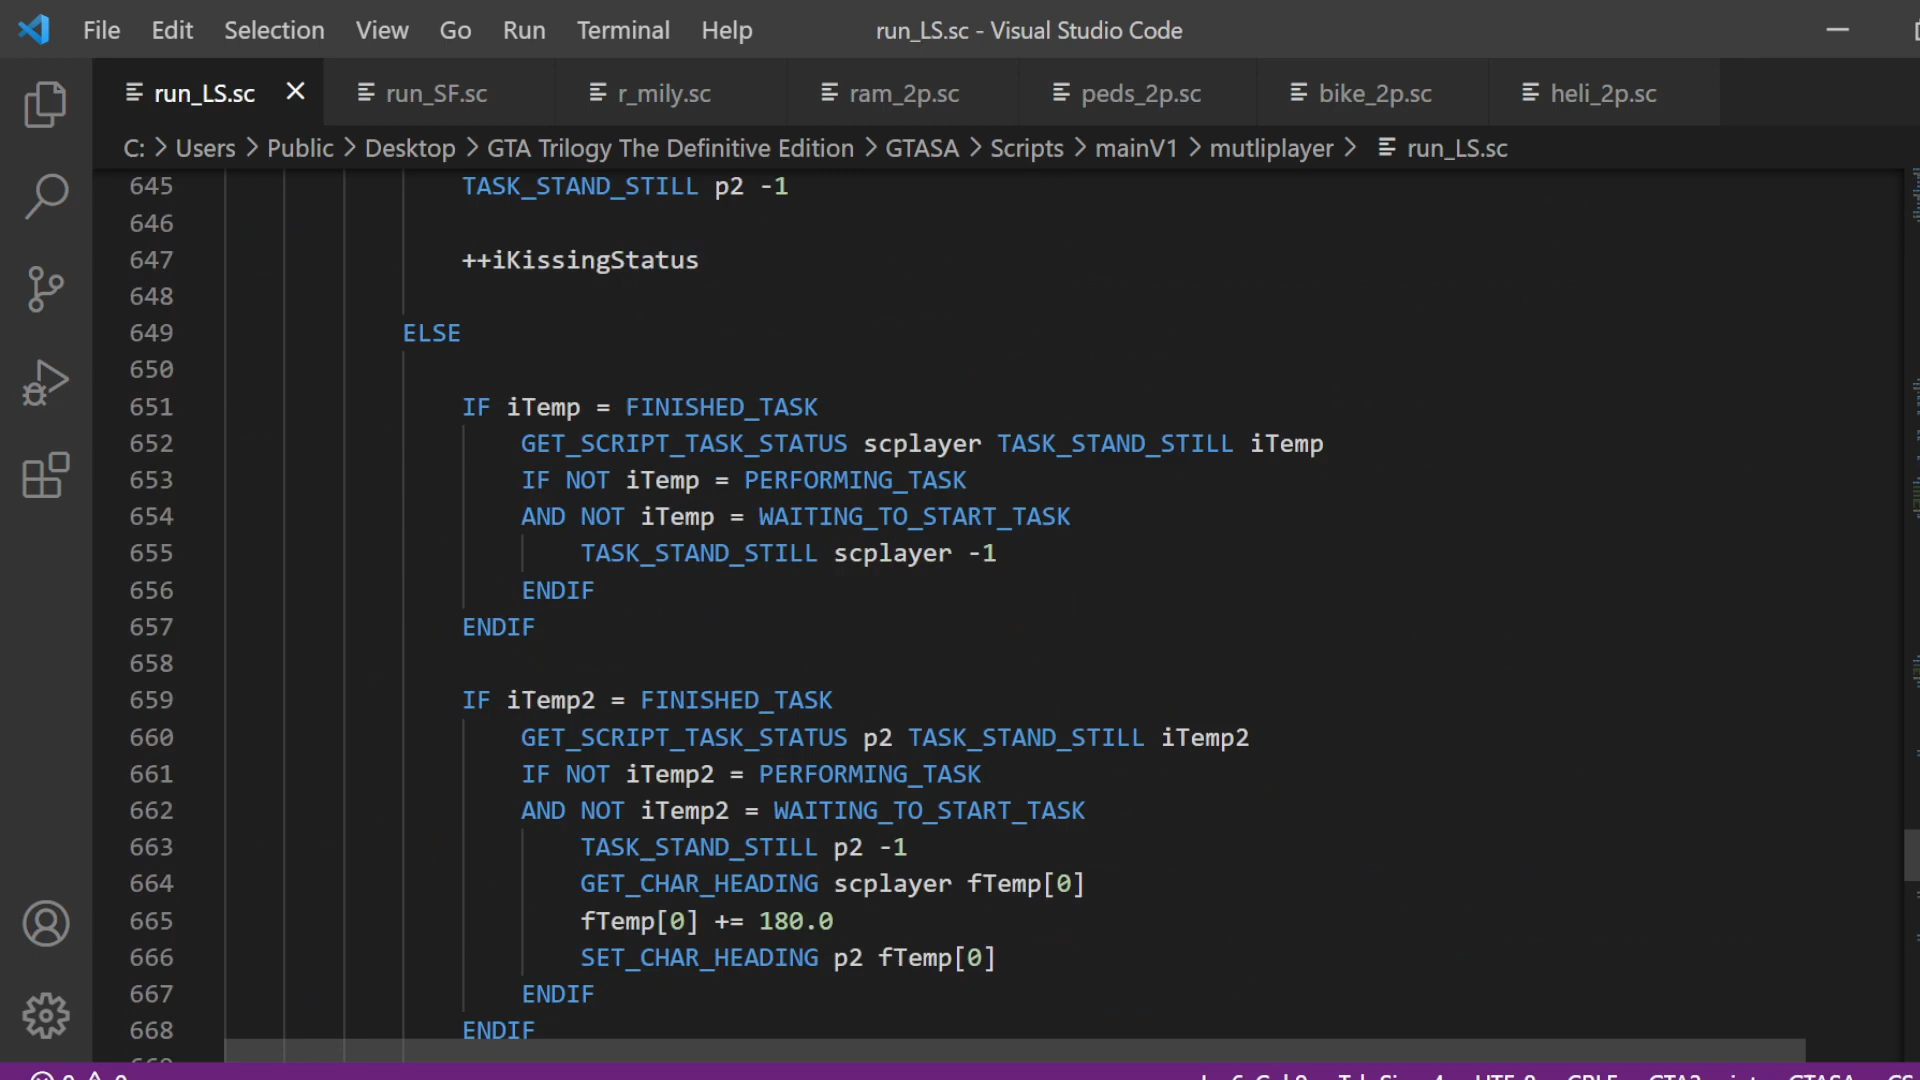 File Edit Selection View Go Run Terminal Help run_LS.sc - Visual Studio Code
run_LS.sc run_SF.sc r_mily.sc ram_2p.sc peds_2p.sc bike_2p.sc heli_2p.sc
C: > Users > Public > Desktop > GTA Trilogy The Definitive Edition > GTASA > Scripts > mainV1 > mutliplayer > run_LS.sc
645 TASK_STAND_STILL p2 -1
646
647 ++iKissingStatus
648
649 ELSE
650
651 IF iTemp = FINISHED_TASK
652 GET_SCRIPT_TASK_STATUS scplayer TASK_STAND_STILL iTemp
653 IF NOT iTemp = PERFORMING_TASK
654 AND NOT iTemp = WAITING_TO_START_TASK
655 TASK_STAND_STILL scplayer -1
656 ENDIF
657 ENDIF
658
659 IF iTemp2 = FINISHED_TASK
660 GET_SCRIPT_TASK_STATUS p2 TASK_STAND_STILL iTemp2
661 IF NOT iTemp2 = PERFORMING_TASK
662 AND NOT iTemp2 = WAITING_TO_START_TASK
663 TASK_STAND_STILL p2 -1
664 GET_CHAR_HEADING scplayer fTemp[0]
665 fTemp[0] += 180.0
666 SET_CHAR_HEADING p2 fTemp[0]
667 ENDIF
668 ENDIF